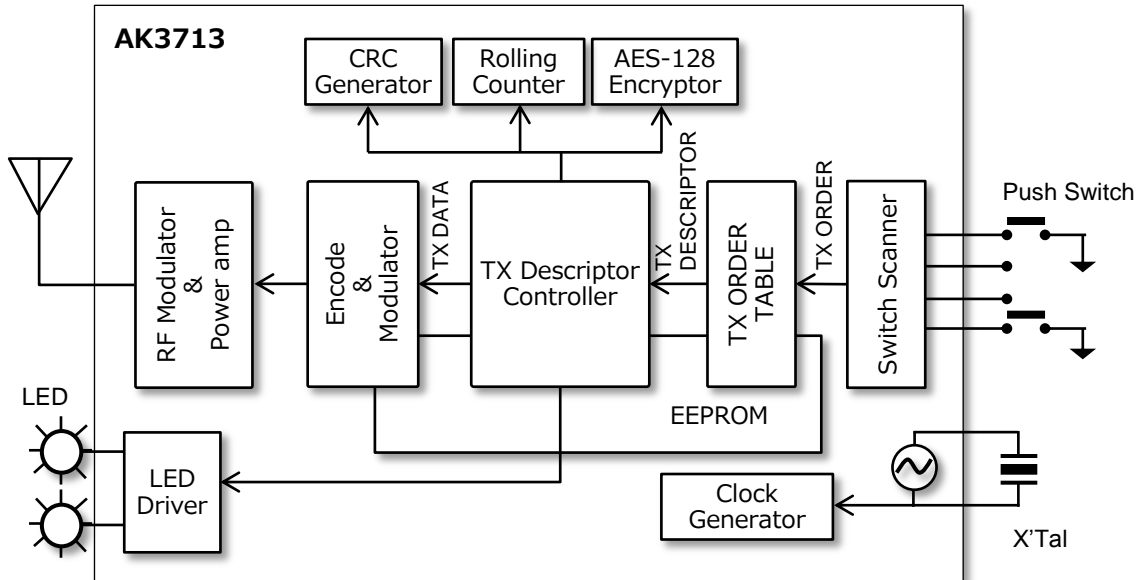 AK3713
CRC
Generator
Rolling
Counter
AES-128
Encryptor
RF Modulator
&
Power amp
Encode
&
Modulator
TX DATA
TX Descriptor
Controller
TX
DESCRIPTOR
TX ORDER
TABLE
TX ORDER
Switch Scanner
Push Switch
LED
LED
Driver
EEPROM
Clock
Generator
X'Tal